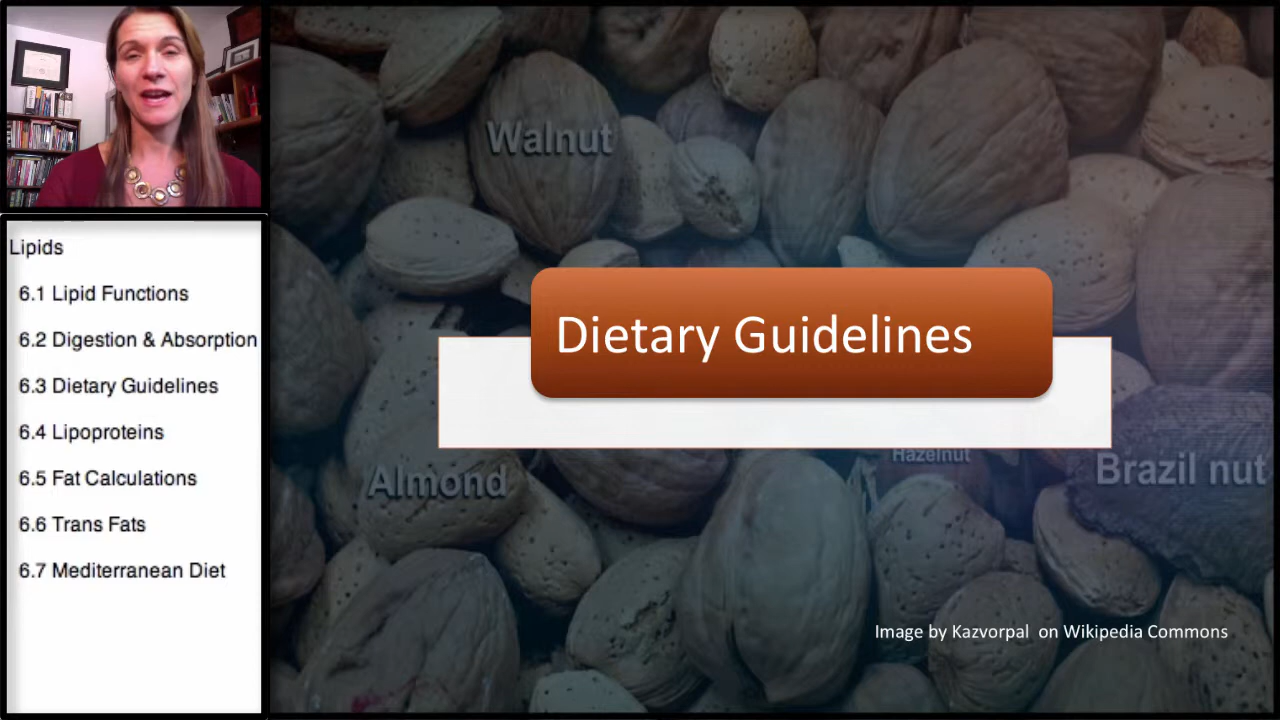 Lipids
6.1 Lipid Functions
6.2 Digestion & Absorption
6.3 Dietary Guidelines
6.4 Lipoproteins
6.5 Fat Calculations
6.6 Trans Fats
6.7 Mediterranean Diet
Walnut
Dietary Guidelines
Hazelnut
Almond
Brazil nut
Image by Kazvorpal on Wikipedia Commons